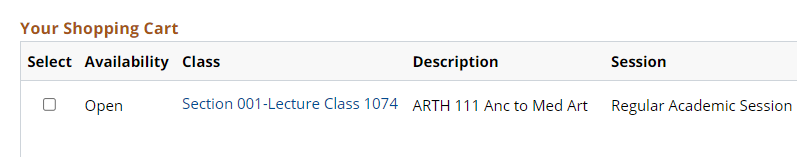 Your Shopping Cart
Select Availability Class Description Session
Open Section 001-Lecture Class 1074 ARTH 111 Anc to Med Art Regular Academic Session